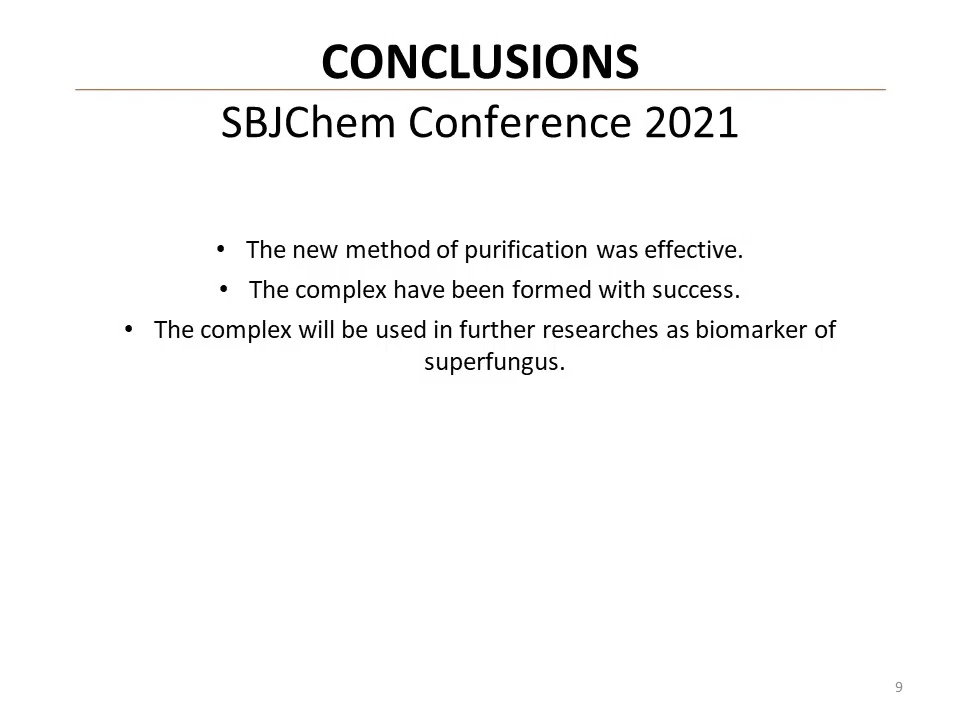 CONCLUSIONS
SBJChem Conference 2021
• The new method of purification was effective.
• The complex have been formed with success.
• The complex will be used in further researches as biomarker of
superfungus.
9